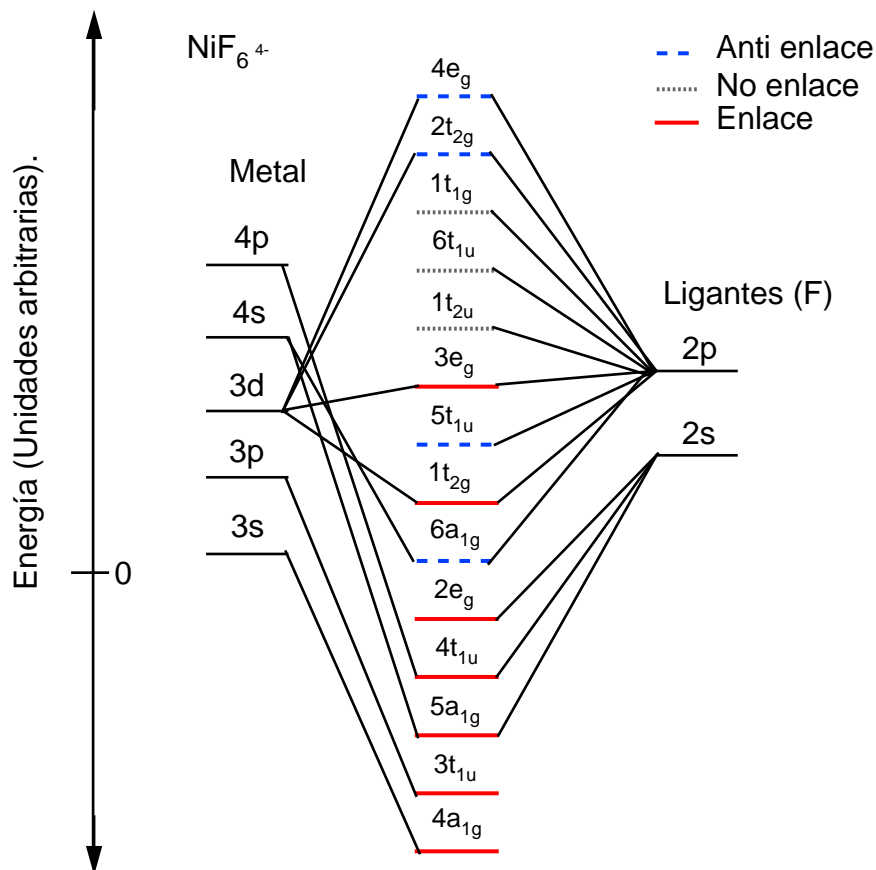 NiF₆ ⁴⁻
Anti enlace
No enlace
Enlace
Energía (Unidades arbitrarias).
0
Metal
4p
4s
3d
3p
3s
4e_g
2t_2g
1t_1g
6t_1u
1t_2u
3e_g
5t_1u
1t_2g
6a_1g
2e_g
4t_1u
5a_1g
3t_1u
4a_1g
Ligantes (F)
2p
2s